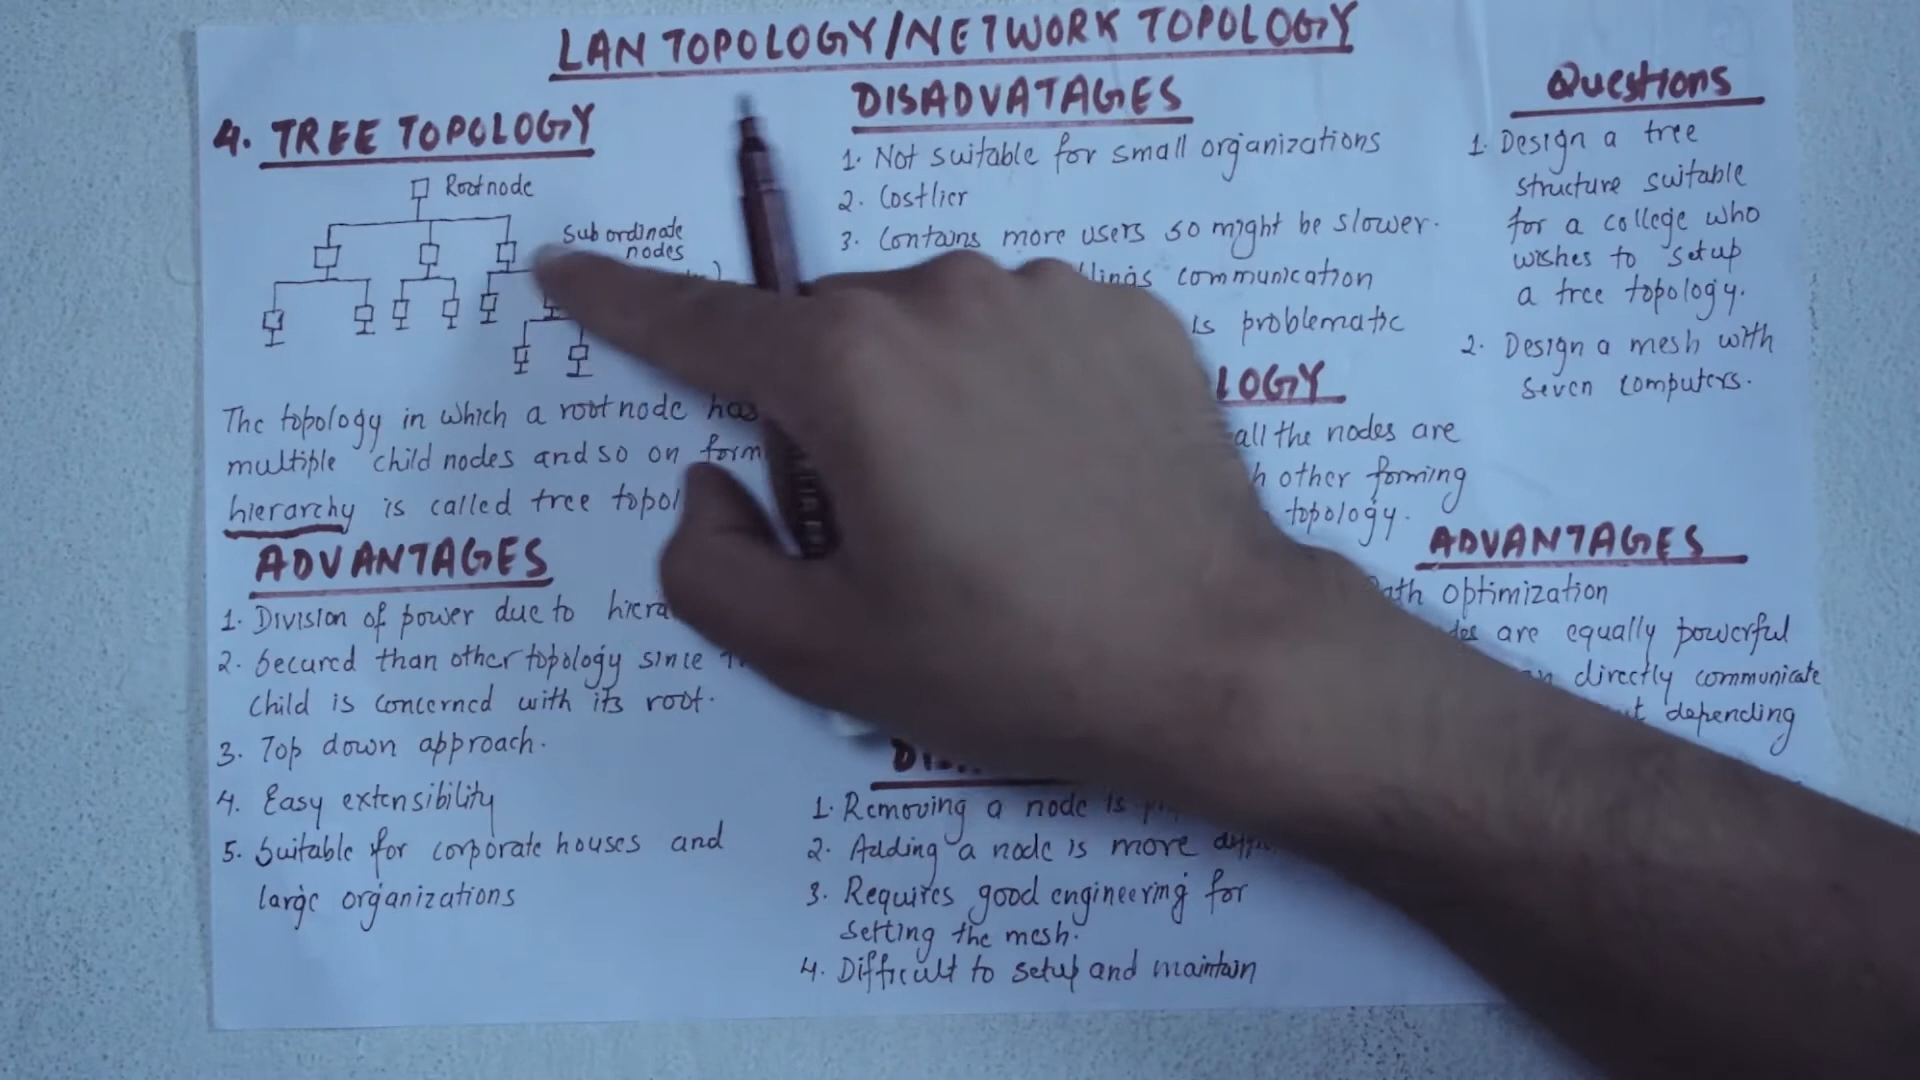 LAN TOPOLOGY/NETWORK TOPOLOGY
4. TREE TOPOLOGY
Rootnode
Subordinate
nodes
The topology in which a root node has
multiple child nodes and so on form
hierarchy is called tree topol
ADVANTAGES
1. Division of power due to hiera
2. Secured than other topology since
child is concerned with its root.
3. Top down approach.
4. Easy extensibility
5. Suitable for corporate houses and
large organizations
DISADVATAGES
1. Not suitable for small organizations
2. Costlier
3. Contains more users so might be slower.
lings communication
is problematic
LOGY
all the nodes are
h other forming
topology.
1. Removing a node is
2. Adding a node is more
3. Requires good engineering for
setting the mesh.
4. Difficult to setup and maintain
Questions
1. Design a tree
structure suitable
for a college who
wishes to setup
a tree topology.
2. Design a mesh with
seven computers.
ADVANTAGES
ath optimization
des are equally powerful
directly communicate
depending